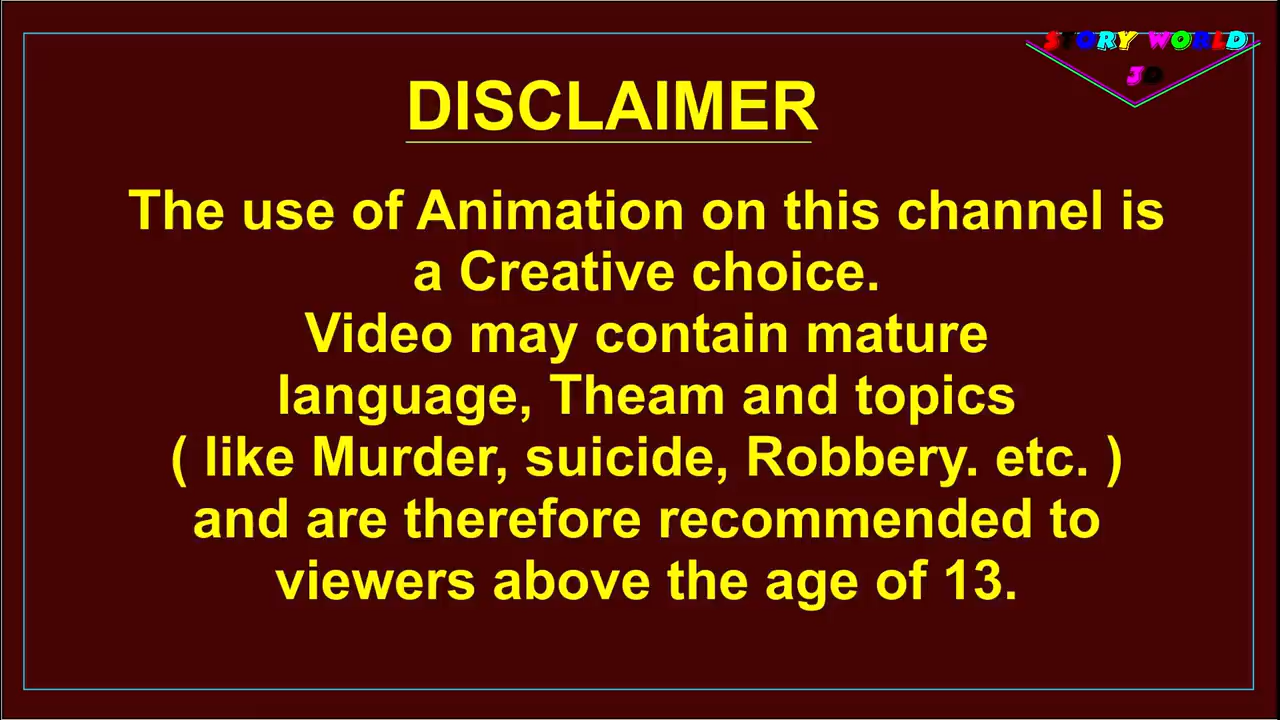 STORY WORLD
3D
DISCLAIMER
The use of Animation on this channel is
a Creative choice.
Video may contain mature
language, Theam and topics
( like Murder, suicide, Robbery. etc. )
and are therefore recommended to
viewers above the age of 13.